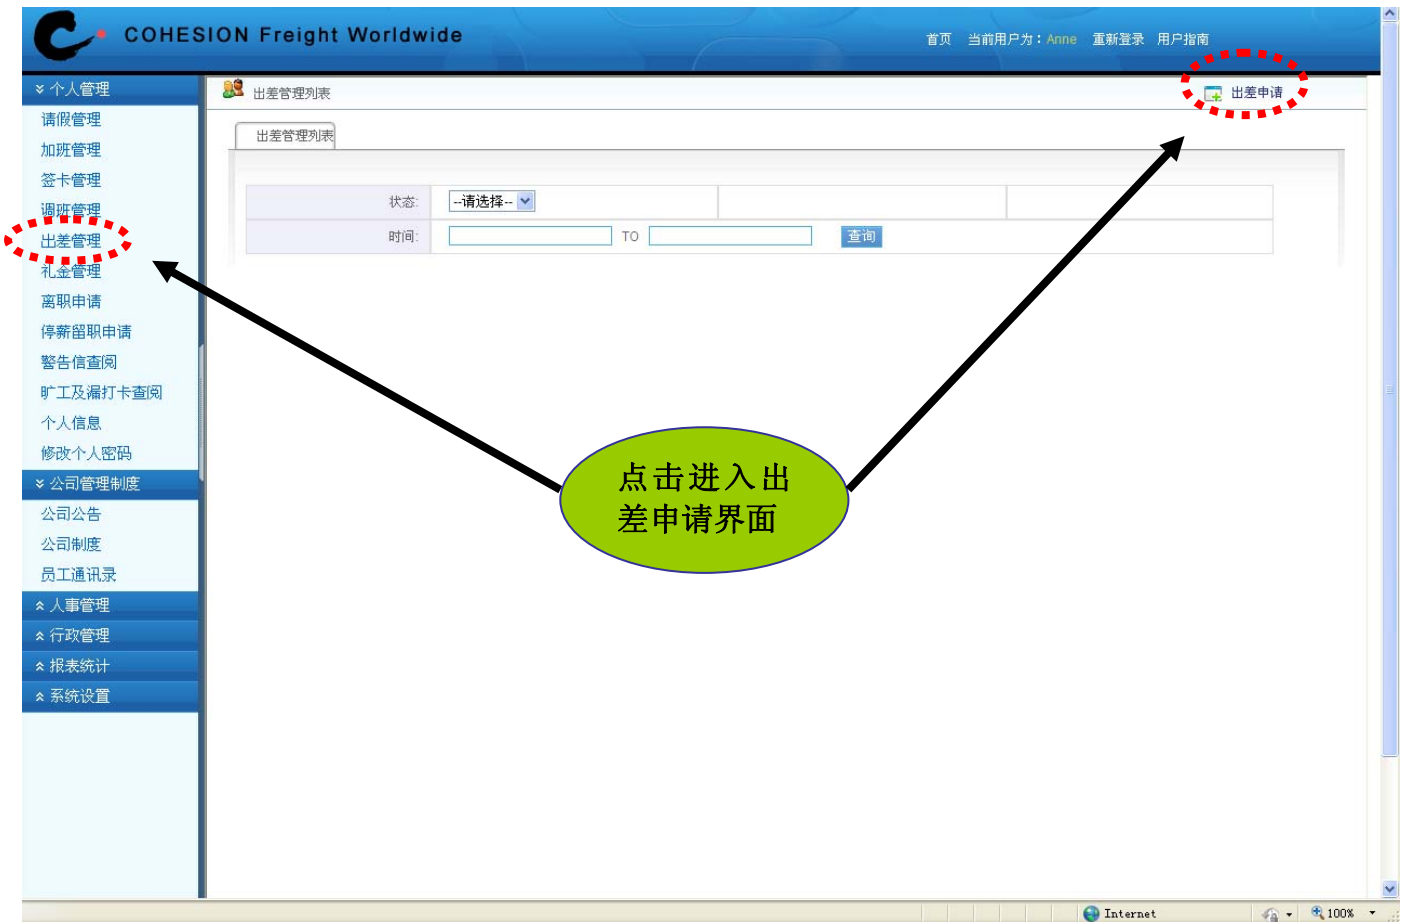 COHESION Freight Worldwide
首页 当前用户为：Anne 重新登录 用户指南
个人管理
请假管理
加班管理
签卡管理
调班管理
出差管理
礼金管理
离职申请
停薪留职申请
警告信查阅
旷工及漏打卡查阅
个人信息
修改个人密码
公司管理制度
公司公告
公司制度
员工通讯录
人事管理
行政管理
报表统计
系统设置
出差管理列表
出差申请
出差管理列表
状态:
--请选择--
时间:
TO
查询
点击进入出
差申请界面
Internet
100%